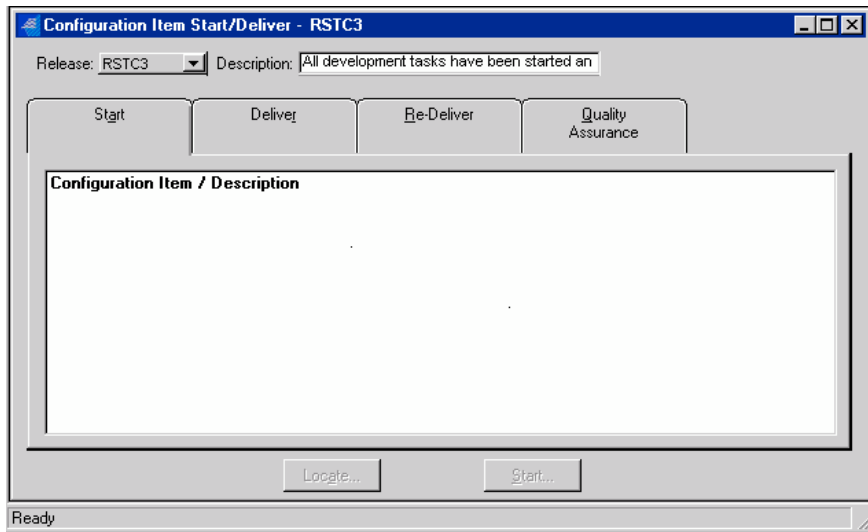 Configuration Item Start/Deliver - RSTC3
Release: RSTC3 Description: All development tasks have been started an
Start Deliver Re-Deliver Quality
Assurance
Configuration Item / Description
Locate... Start...
Ready